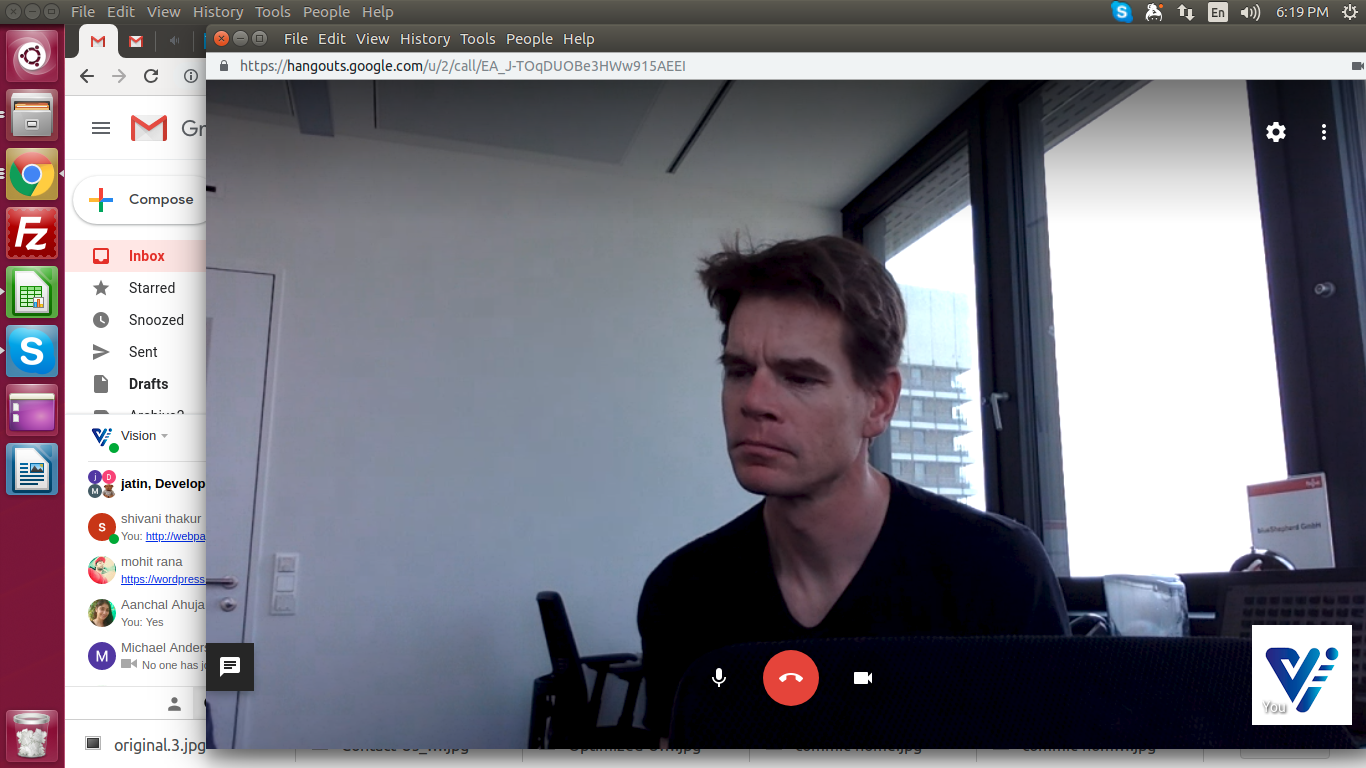 File Edit View History Tools People Help
En
6:19 PM
File Edit View History Tools People Help
https://hangouts.google.com/u/2/call/EA_J-TOqDUOBe3HWw915AEEI
Compose
Inbox
Starred
Snoozed
Sent
Drafts
Vision
jatin, Develop
shivani thakur
You: http://webpa
mohit rana
https://wordpress
Aanchal Ahuja
You: Yes
Michael Anders
No one has jo
blueShepherd GmbH
You
original.3.jpg